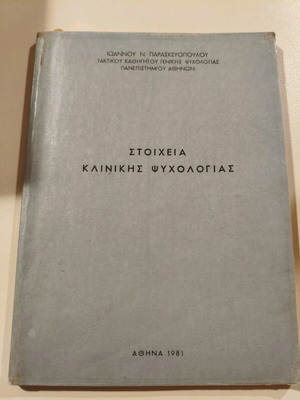 ΙΩΑΝΝΟΥ Ν. ΠΑΡΑΣΚΕΥΟΠΟΥΛΟΥ
ΤΑΚΤΙΚΟΥ ΚΑΘΗΓΗΤΟΥ ΓΕΝΙΚΗΣ ΨΥΧΟΛΟΓΙΑΣ
ΠΑΝΕΠΙΣΤΗΜΙΟΥ ΑΘΗΝΩΝ
ΣΤΟΙΧΕΙΑ
ΚΛΙΝΙΚΗΣ ΨΥΧΟΛΟΓΙΑΣ
ΑΘΗΝΑ 1981